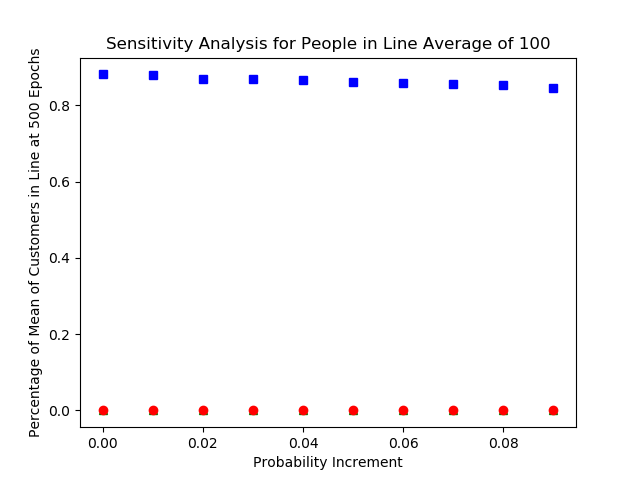 Sensitivity Analysis for People in Line Average of 100
Percentage of Mean of Customers in Line at 500 Epochs
0.8
0.6
0.4
0.2
0.0
0.00 0.02 0.04 0.06 0.08
Probability Increment